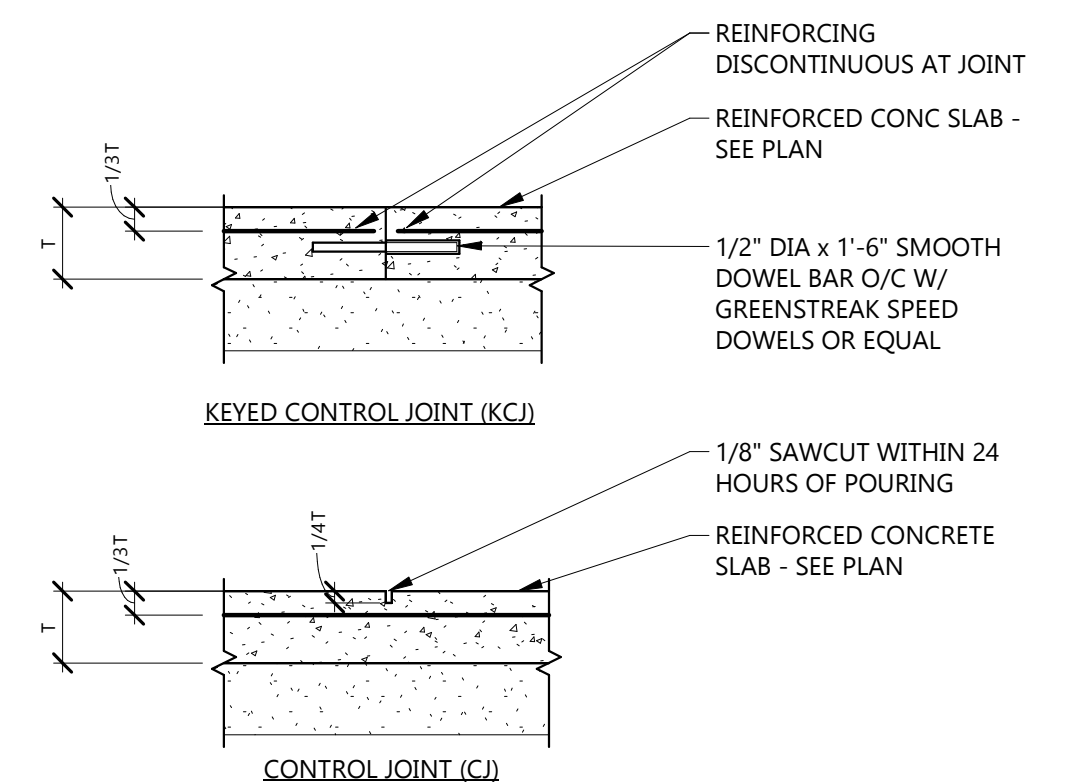 REINFORCING
DISCONTINUOUS AT JOINT
REINFORCED CONC SLAB -
SEE PLAN
1/3T
T
1/2" DIA x 1'-6" SMOOTH
DOWEL BAR O/C W/
GREENSTREAK SPEED
DOWELS OR EQUAL
KEYED CONTROL JOINT (KCJ)
1/8" SAWCUT WITHIN 24
HOURS OF POURING
REINFORCED CONCRETE
SLAB - SEE PLAN
1/3T
1/4T
T
CONTROL JOINT (CJ)